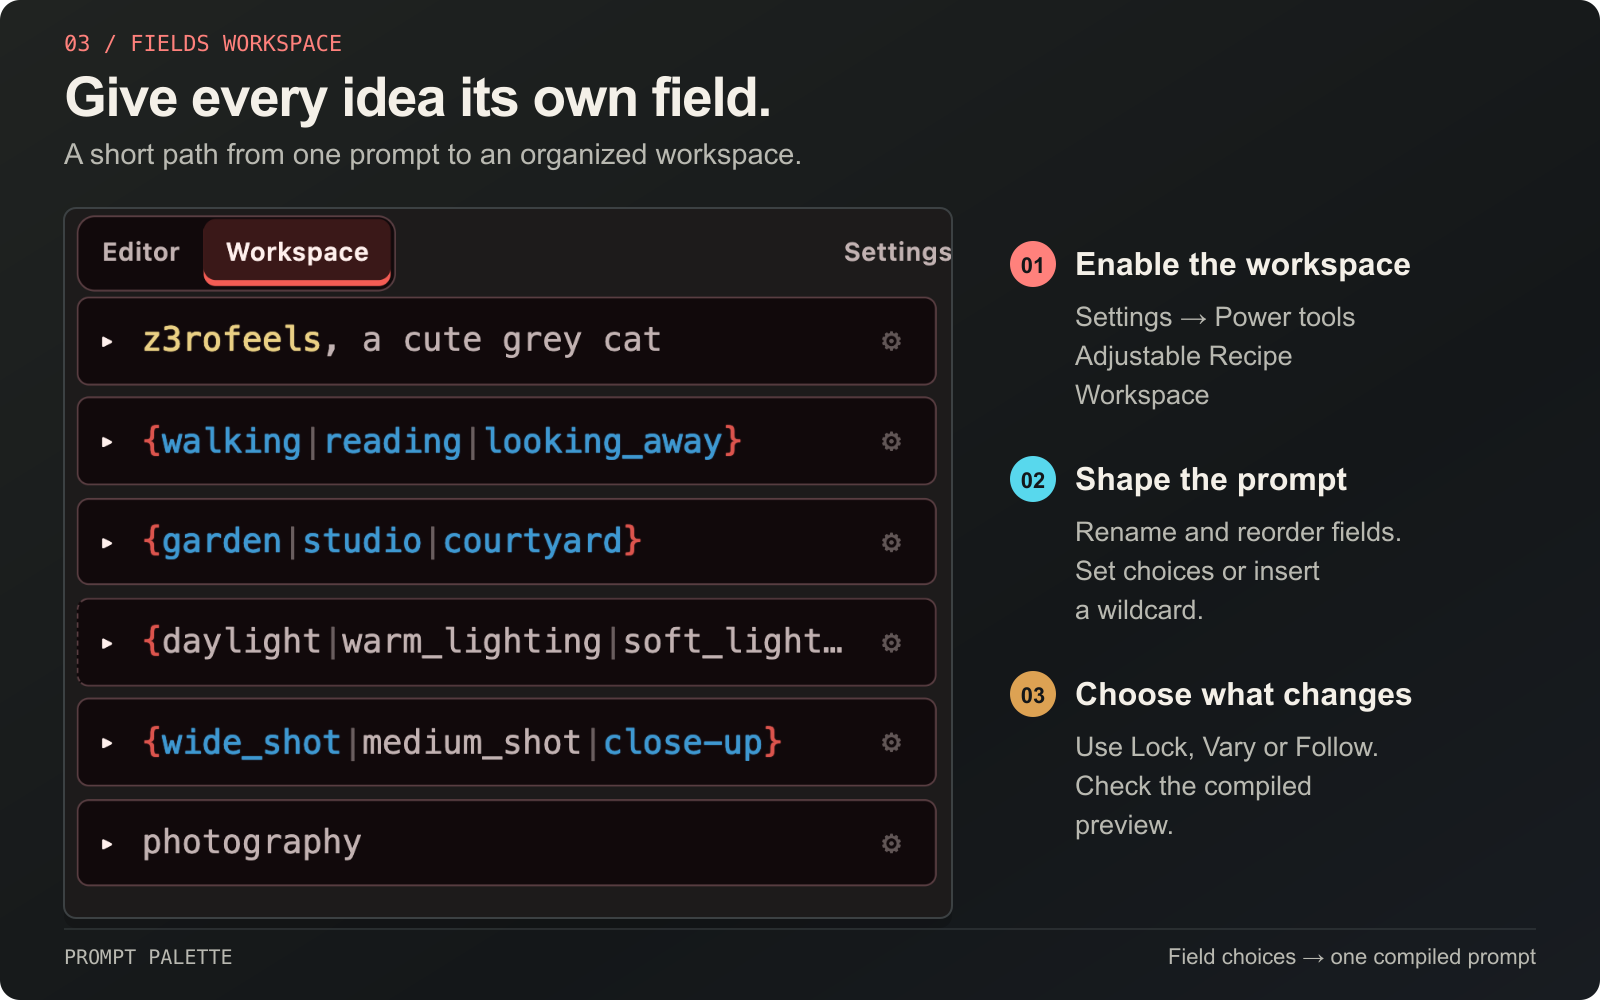 03 / FIELDS WORKSPACE
Give every idea its own field.
A short path from one prompt to an organized workspace.
Editor
Workspace
Settings
z3rofeels, a cute grey cat
{walking|reading|looking_away}
{garden|studio|courtyard}
{daylight|warm_lighting|soft_light…
{wide_shot|medium_shot|close-up}
photography
01
Enable the workspace
Settings → Power tools
Adjustable Recipe
Workspace
02
Shape the prompt
Rename and reorder fields.
Set choices or insert
a wildcard.
03
Choose what changes
Use Lock, Vary or Follow.
Check the compiled
preview.
PROMPT PALETTE
Field choices → one compiled prompt